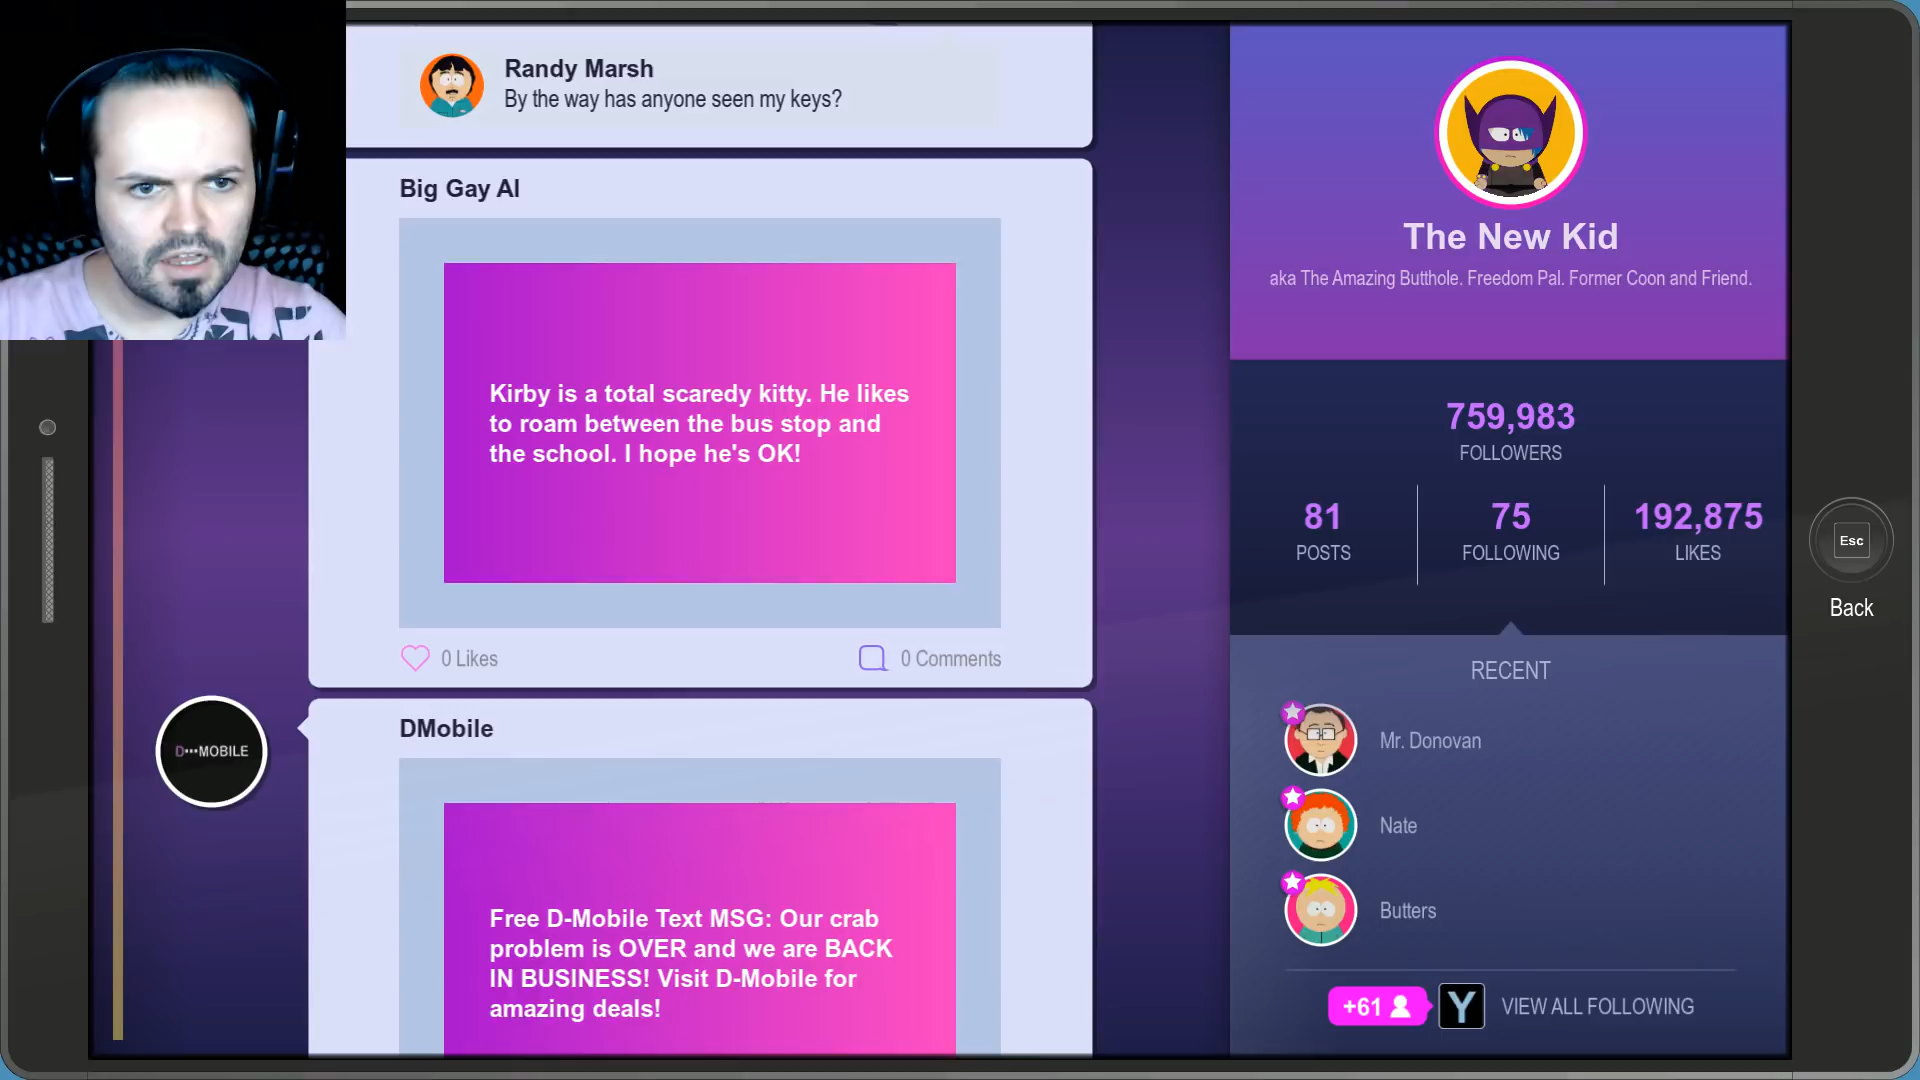 Randy Marsh
By the way has anyone seen my keys?
Big Gay Al
Kirby is a total scaredy kitty. He likes
to roam between the bus stop and
the school. I hope he's OK!
0 Likes
0 Comments
D•••MOBILE
DMobile
Free D-Mobile Text MSG: Our crab
problem is OVER and we are BACK
IN BUSINESS! Visit D-Mobile for
amazing deals!
The New Kid
aka The Amazing Butthole. Freedom Pal. Former Coon and Friend.
759,983
FOLLOWERS
81
POSTS
75
FOLLOWING
192,875
LIKES
RECENT
Mr. Donovan
Nate
Butters
+61
Y
VIEW ALL FOLLOWING
Esc
Back